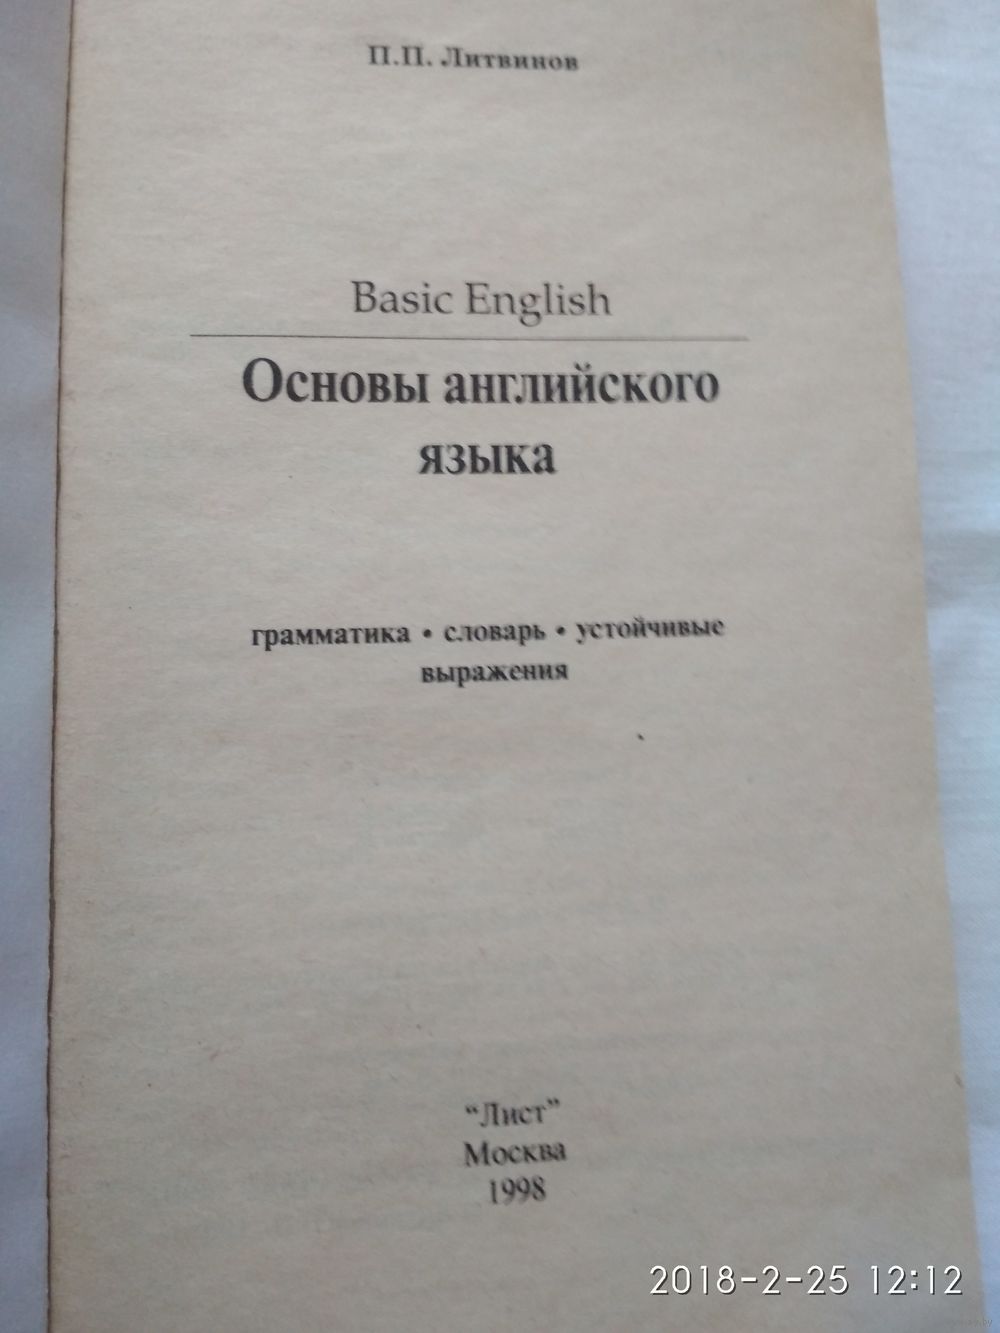 П.П. Литвинов
Basic English
Основы английского
языка
грамматика • словарь • устойчивые
выражения
“Лист”
Москва
1998
2018-2-25 12:12